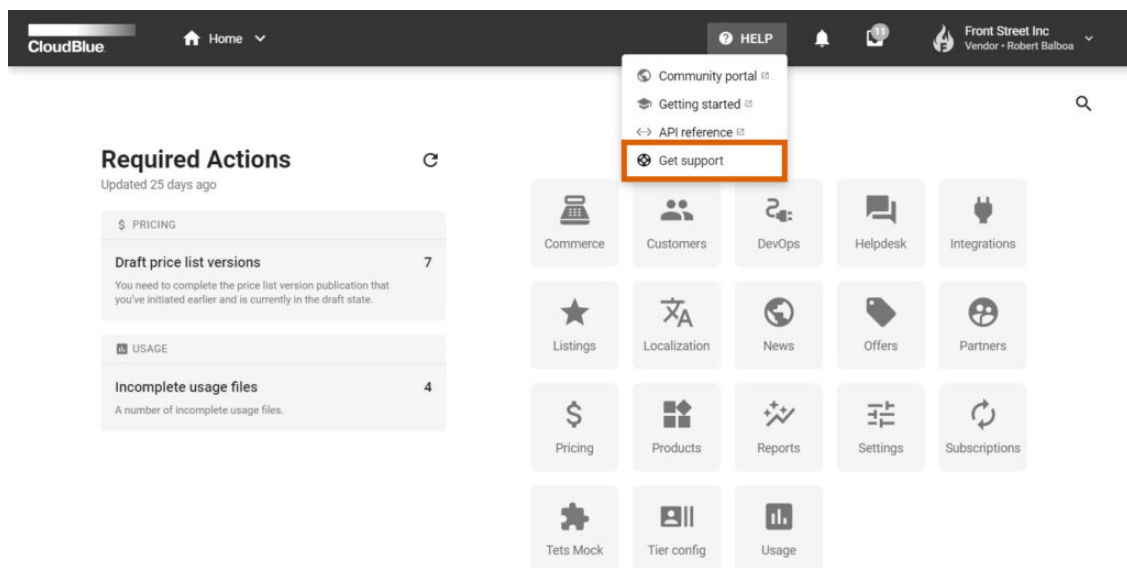 CloudBlue
Home
HELP
11
Front Street Inc
Vendor • Robert Balboa
Community portal
Getting started
API reference
Get support
Required Actions
Updated 25 days ago
$ PRICING
Draft price list versions 7
You need to complete the price list version publication that
you've initiated earlier and is currently in the draft state.
USAGE
Incomplete usage files 4
A number of incomplete usage files.
Commerce Customers DevOps Helpdesk Integrations
Listings Localization News Offers Partners
Pricing Products Reports Settings Subscriptions
Tets Mock Tier config Usage